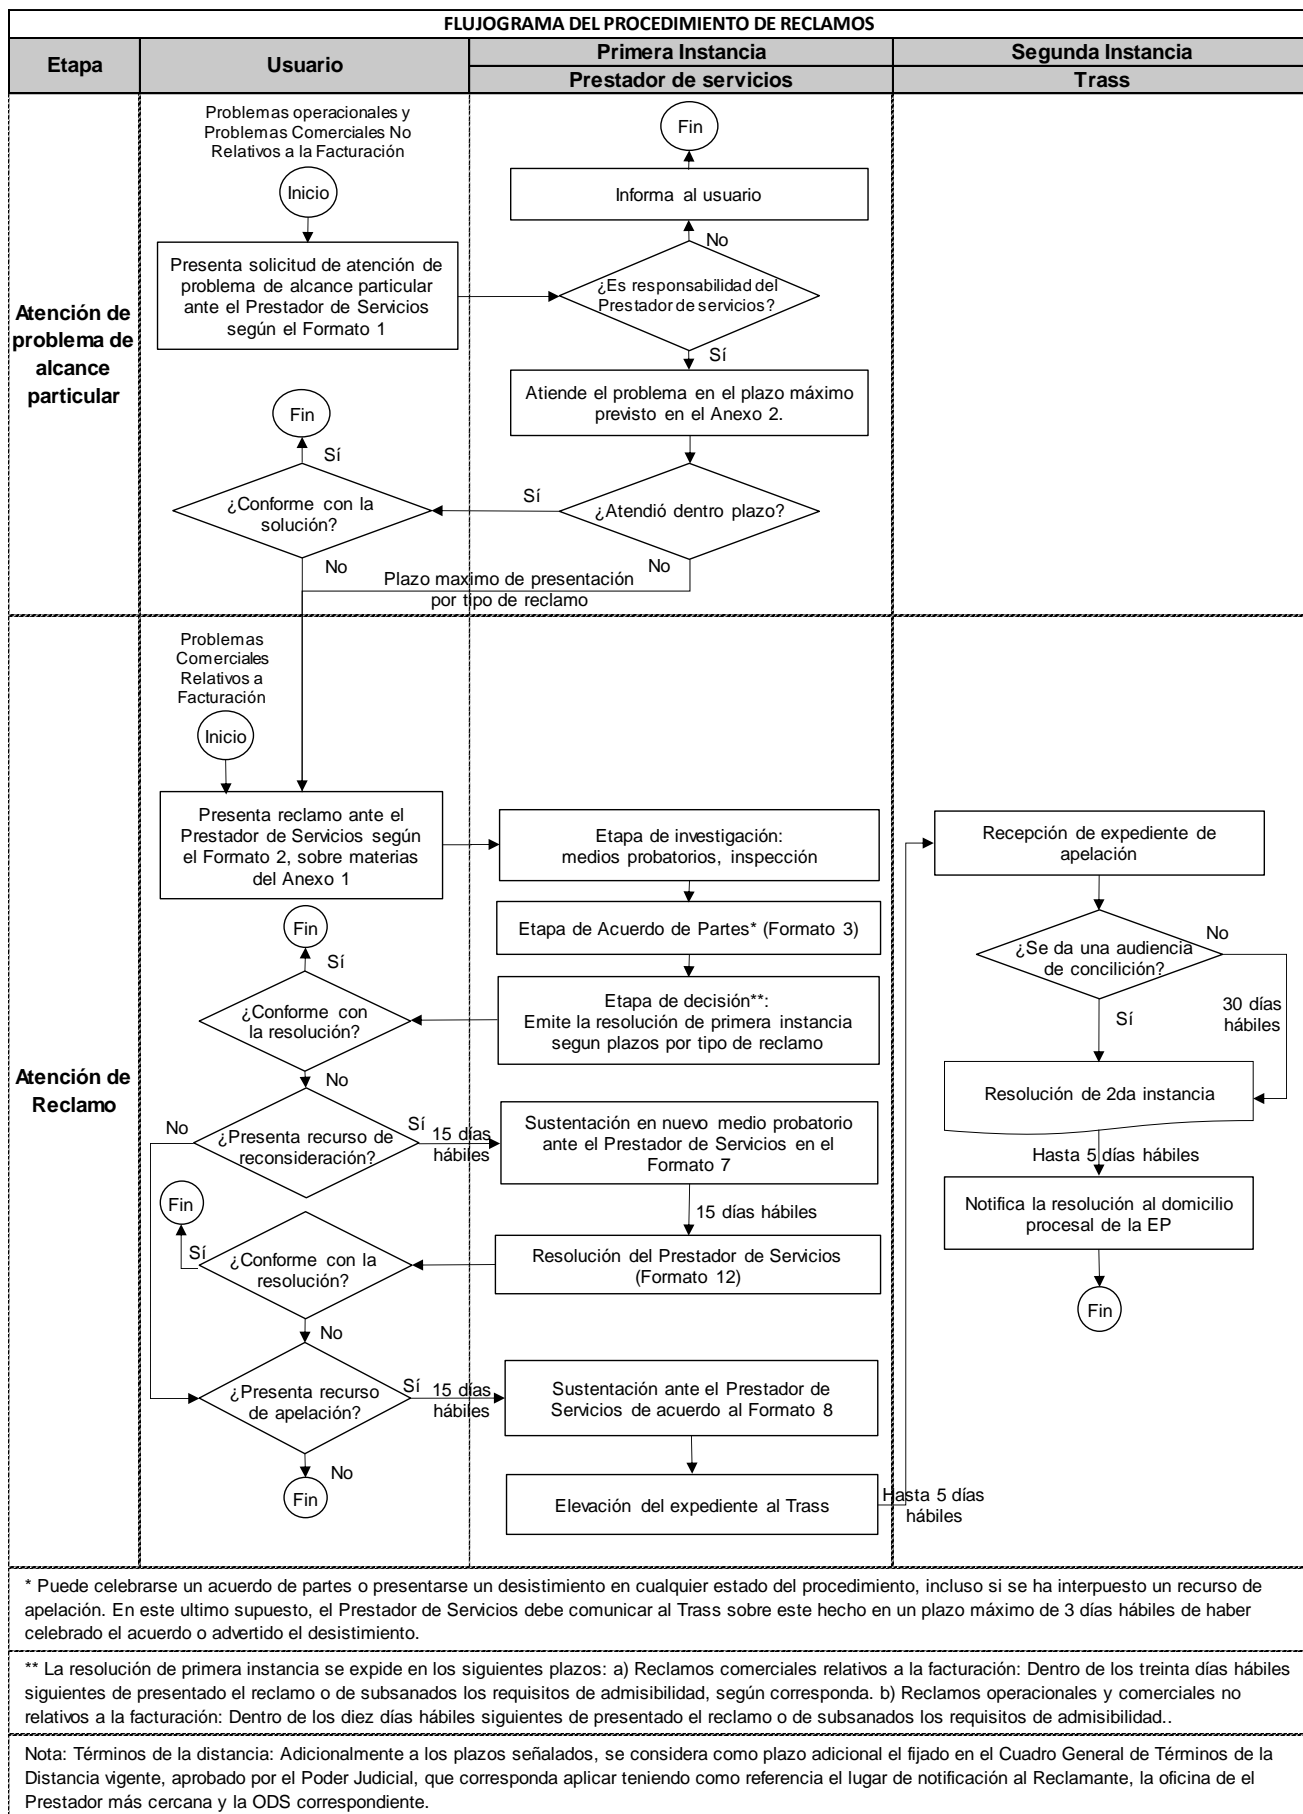 FLUJOGRAMA DEL PROCEDIMIENTO DE RECLAMOS
Etapa
Usuario
Primera Instancia
Segunda Instancia
Prestador de servicios
Trass
Atención de
problema de
alcance
particular
Problemas operacionales y
Problemas Comerciales No
Relativos a la Facturación
Inicio
Presenta solicitud de atención de
problema de alcance particular
ante el Prestador de Servicios
según el Formato 1
Fin
Informa al usuario
No
¿Es responsabilidad del
Prestador de servicios?
Sí
Atiende el problema en el plazo máximo
previsto en el Anexo 2.
¿Atendió dentro plazo?
Sí
No
Fin
Sí
¿Conforme con la
solución?
No
Plazo maximo de presentación
por tipo de reclamo
Atención de
Reclamo
Problemas
Comerciales
Relativos a
Facturación
Inicio
Presenta reclamo ante el
Prestador de Servicios según
el Formato 2, sobre materias
del Anexo 1
Etapa de investigación:
medios probatorios, inspección
Etapa de Acuerdo de Partes* (Formato 3)
Etapa de decisión**:
Emite la resolución de primera instancia
segun plazos por tipo de reclamo
Fin
Sí
¿Conforme con
la resolución?
No
¿Presenta recurso de
reconsideración?
No
Sí
15 días
hábiles
Sustentación en nuevo medio probatorio
ante el Prestador de Servicios en el
Formato 7
15 días hábiles
Resolución del Prestador de Servicios
(Formato 12)
Fin
Sí
¿Conforme con la
resolución?
No
¿Presenta recurso
de apelación?
Sí
15 días
hábiles
Sustentación ante el Prestador de
Servicios de acuerdo al Formato 8
No
Fin
Elevación del expediente al Trass
Hasta 5 días
hábiles
Recepción de expediente de
apelación
¿Se da una audiencia
de concilición?
No
30 días
hábiles
Sí
Resolución de 2da instancia
Hasta 5 días hábiles
Notifica la resolución al domicilio
procesal de la EP
Fin
* Puede celebrarse un acuerdo de partes o presentarse un desistimiento en cualquier estado del procedimiento, incluso si se ha interpuesto un recurso de
apelación. En este ultimo supuesto, el Prestador de Servicios debe comunicar al Trass sobre este hecho en un plazo máximo de 3 días hábiles de haber
celebrado el acuerdo o advertido el desistimiento.
** La resolución de primera instancia se expide en los siguientes plazos: a) Reclamos comerciales relativos a la facturación: Dentro de los treinta días hábiles
siguientes de presentado el reclamo o de subsanados los requisitos de admisibilidad, según corresponda. b) Reclamos operacionales y comerciales no
relativos a la facturación: Dentro de los diez días hábiles siguientes de presentado el reclamo o de subsanados los requisitos de admisibilidad..
Nota: Términos de la distancia: Adicionalmente a los plazos señalados, se considera como plazo adicional el fijado en el Cuadro General de Términos de la
Distancia vigente, aprobado por el Poder Judicial, que corresponda aplicar teniendo como referencia el lugar de notificación al Reclamante, la oficina de el
Prestador más cercana y la ODS correspondiente.